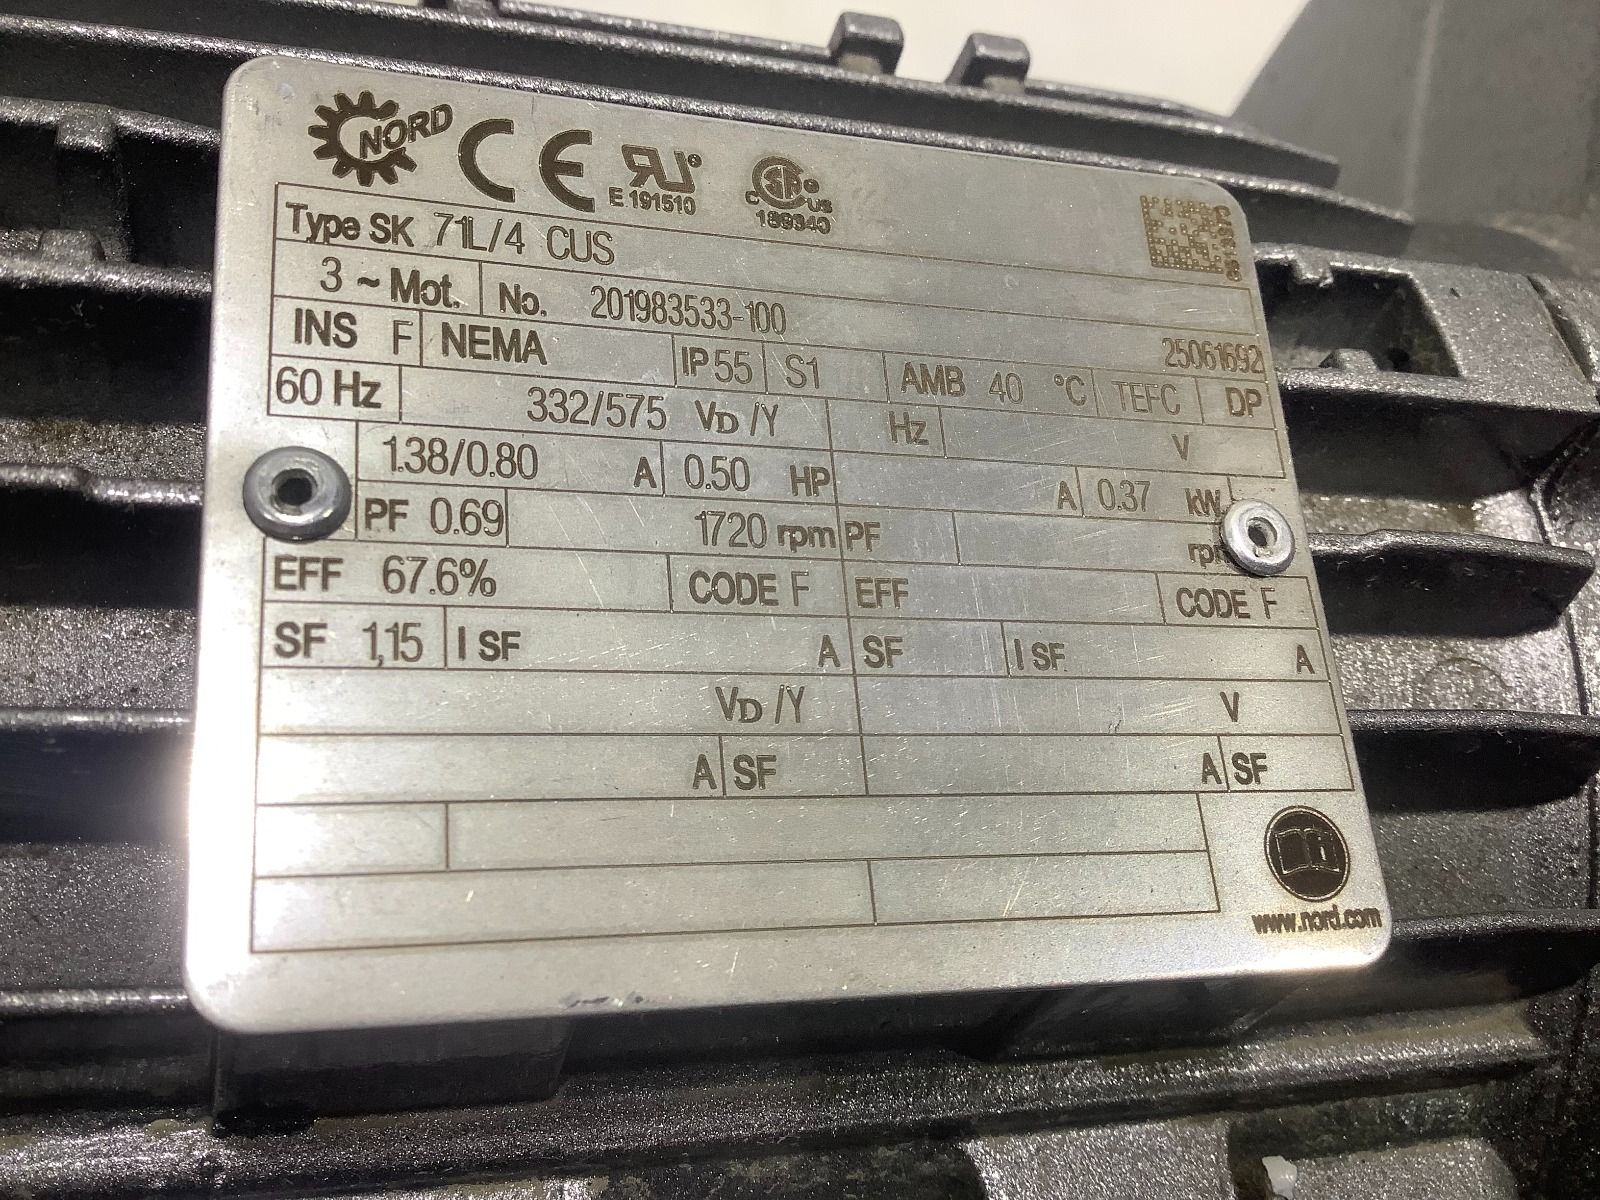 NORD CE
E 191510
C US
189340
Type SK 71L/4 CUS
3 ~ Mot. No. 201983533-100 25061692
INS F NEMA IP 55 S1 AMB 40 °C TEFC DP
60 Hz 332/575 VD/Y Hz V
1.38/0.80 A 0.50 HP A 0.37 kW
PF 0.69 1720 rpm PF rpm
EFF 67.6% CODE F EFF CODE F
SF 1,15 I SF A SF I SF A
VD/Y V
A SF A SF
www.nord.com